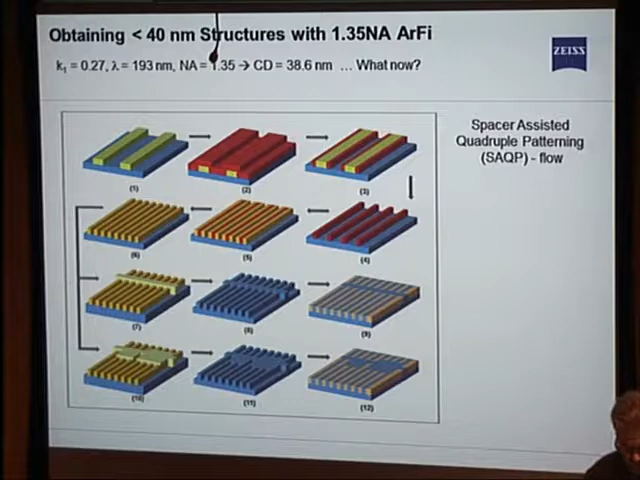 Obtaining < 40 nm Structures with 1.35NA ArFi
k₁ = 0.27, λ = 193 nm, NA = 1.35 → CD = 38.6 nm … What now?
ZEISS
Spacer Assisted
Quadruple Patterning
(SAQP) - flow
(1) (2) (3)
(6) (5) (4)
(7) (8) (9)
(10) (11) (12)